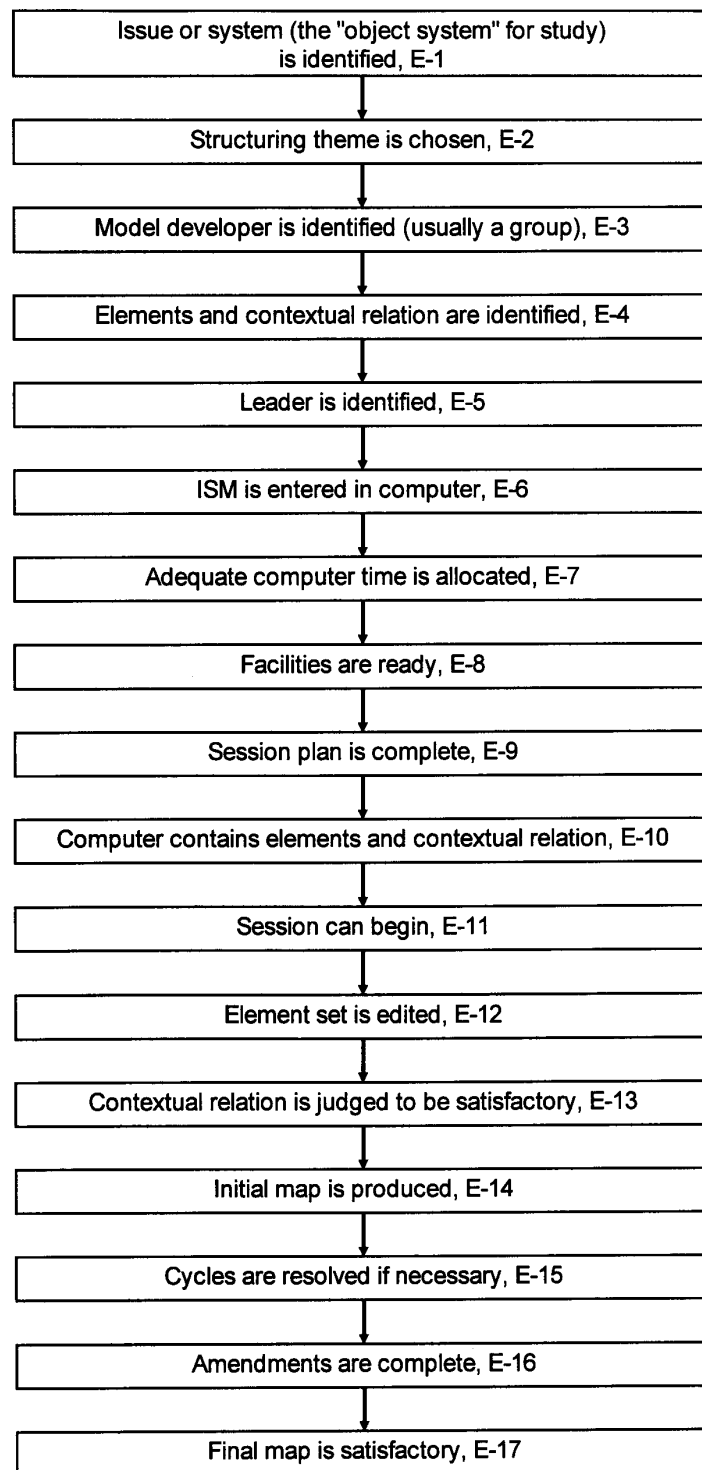 Issue or system (the "object system" for study)
is identified, E-1
Structuring theme is chosen, E-2
Model developer is identified (usually a group), E-3
Elements and contextual relation are identified, E-4
Leader is identified, E-5
ISM is entered in computer, E-6
Adequate computer time is allocated, E-7
Facilities are ready, E-8
Session plan is complete, E-9
Computer contains elements and contextual relation, E-10
Session can begin, E-11
Element set is edited, E-12
Contextual relation is judged to be satisfactory, E-13
Initial map is produced, E-14
Cycles are resolved if necessary, E-15
Amendments are complete, E-16
Final map is satisfactory, E-17